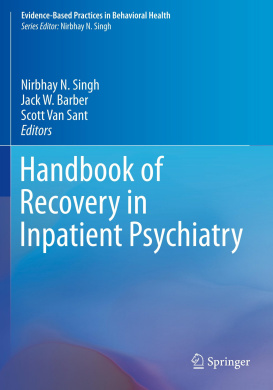 Evidence-Based Practices in Behavioral Health
Series Editor: Nirbhay N. Singh
Nirbhay N. Singh
Jack W. Barber
Scott Van Sant
Editors
Handbook of
Recovery in
Inpatient Psychiatry
Springer